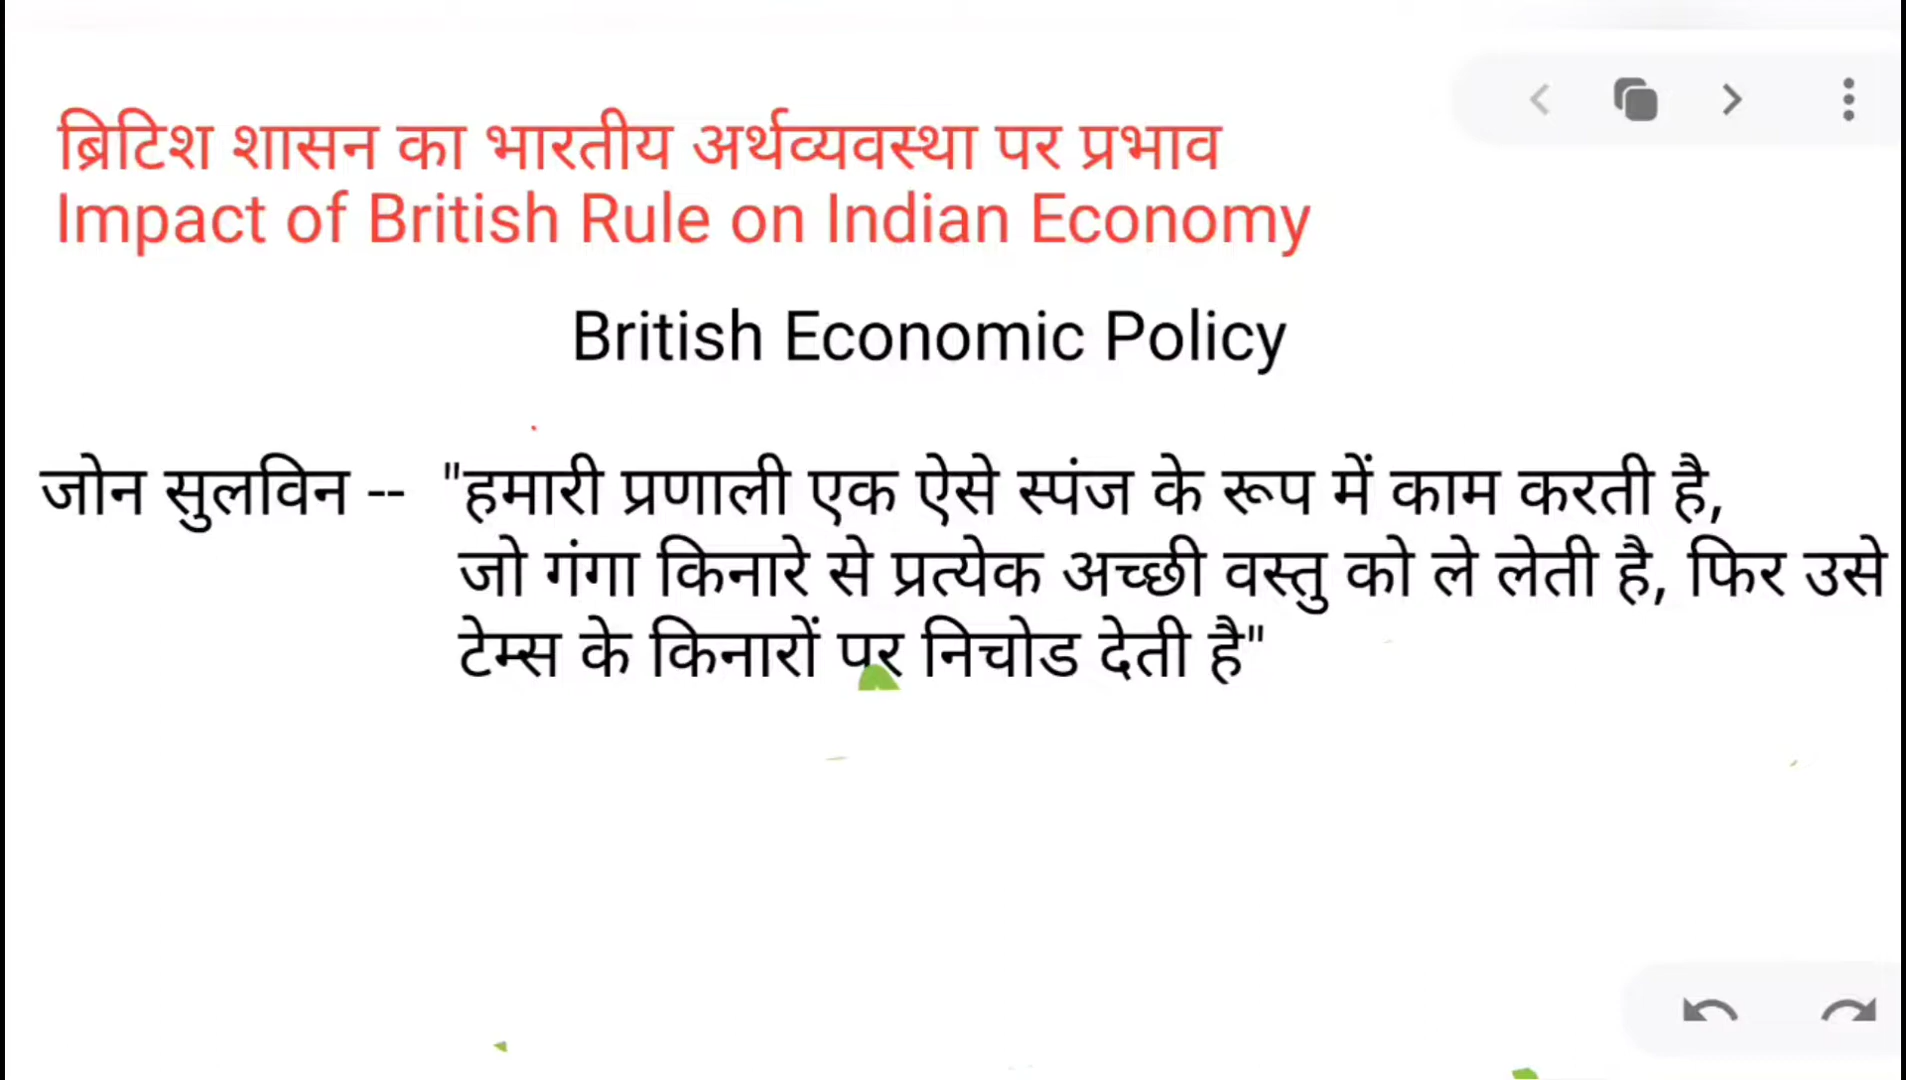 ब्रिटिश शासन का भारतीय अर्थव्यवस्था पर प्रभाव
Impact of British Rule on Indian Economy
British Economic Policy
जोन सुलविन -- "हमारी प्रणाली एक ऐसे स्पंज के रूप में काम करती है,
जो गंगा किनारे से प्रत्येक अच्छी वस्तु को ले लेती है, फिर उसे
टेम्स के किनारों पर निचोड देती है"